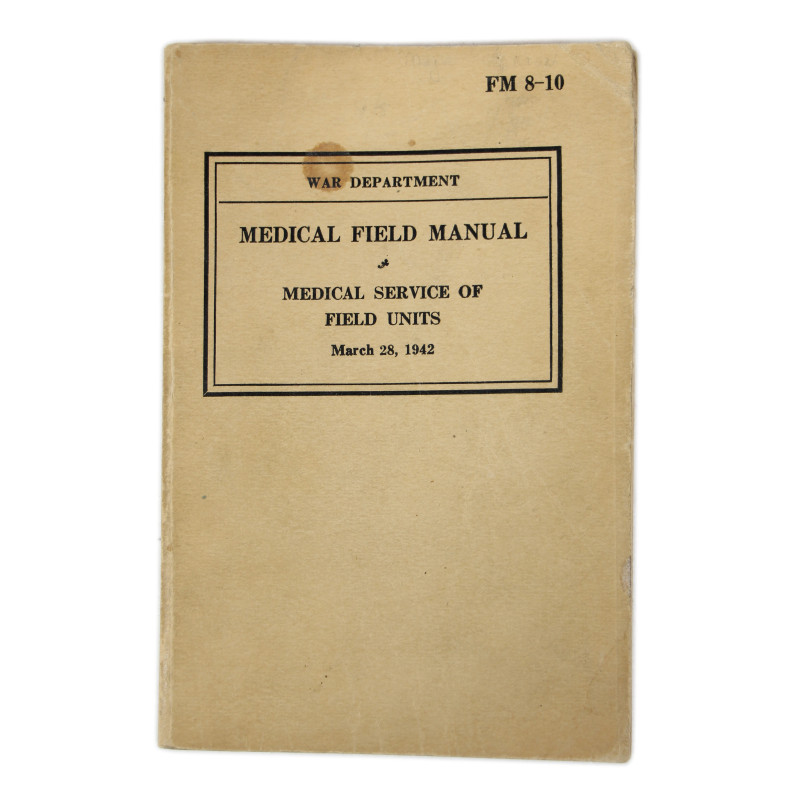 FM 8-10
WAR DEPARTMENT
MEDICAL FIELD MANUAL
MEDICAL SERVICE OF
FIELD UNITS
March 28, 1942